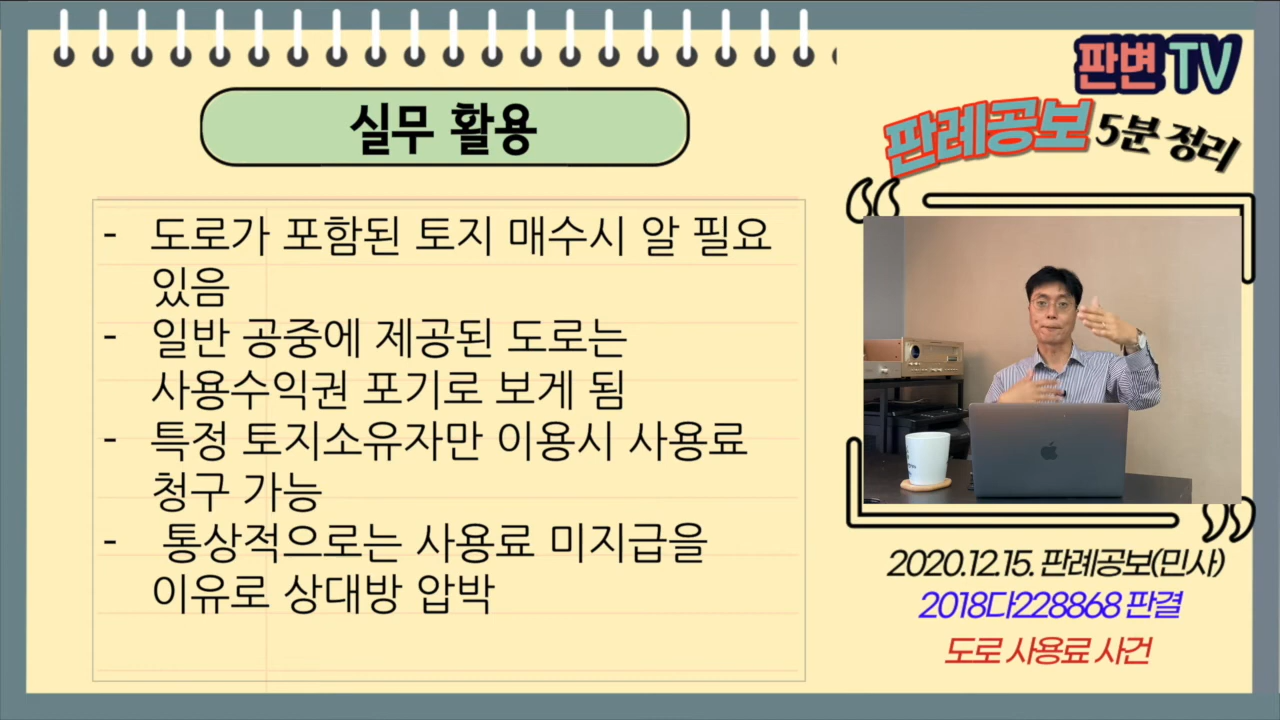 판변 TV
판례공보 5분 정리
실무 활용
- 도로가 포함된 토지 매수시 알 필요
있음
- 일반 공중에 제공된 도로는
사용수익권 포기로 보게 됨
- 특정 토지소유자만 이용시 사용료
청구 가능
- 통상적으로는 사용료 미지급을
이유로 상대방 압박
2020.12.15. 판례공보(민사)
2018다228868 판결
도로 사용료 사건